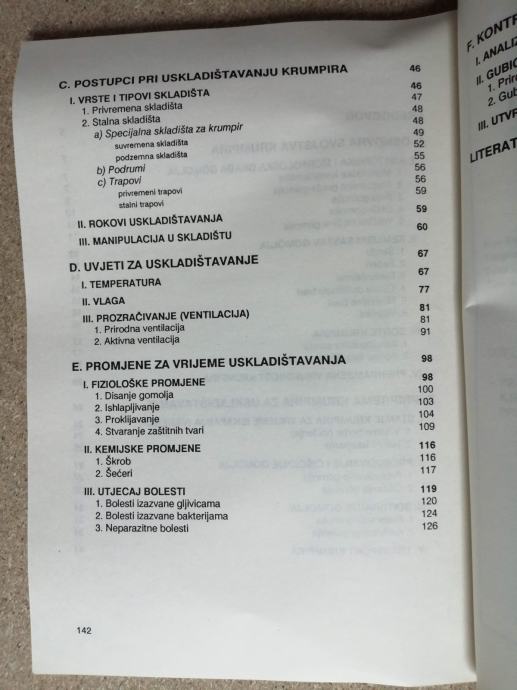 C. POSTUPCI PRI USKLADIŠTAVANJU KRUMPIRA 46
I. VRSTE I TIPOVI SKLADIŠTA 46
1. Privremena skladišta 47
2. Stalna skladišta 48
a) Specijalna skladišta za krumpir 48
suvremena skladišta 49
podzemna skladišta 52
b) Podrumi 55
c) Trapovi 56
privremeni trapovi 56
stalni trapovi 59
II. ROKOVI USKLADIŠTAVANJA 59
III. MANIPULACIJA U SKLADIŠTU 60
D. UVJETI ZA USKLADIŠTAVANJE 67
I. TEMPERATURA 67
II. VLAGA 77
III. PROZRAČIVANJE (VENTILACIJA) 81
1. Prirodna ventilacija 81
2. Aktivna ventilacija 91
E. PROMJENE ZA VRIJEME USKLADIŠTAVANJA 98
I. FIZIOLOŠKE PROMJENE 98
1. Disanje gomolja 100
2. Ishlapljivanje 103
3. Proklijavanje 104
4. Stvaranje zaštitnih tvari 109
II. KEMIJSKE PROMJENE 116
1. Škrob 116
2. Šećeri 117
III. UTJECAJ BOLESTI 119
1. Bolesti izazvane gljivicama 120
2. Bolesti izazvane bakterijama 124
3. Neparazitne bolesti 126
142
F. KONTR
I. ANALIZ
II. GUBIC
1. Prir
2. Gub
III. UTVR
LITERAT